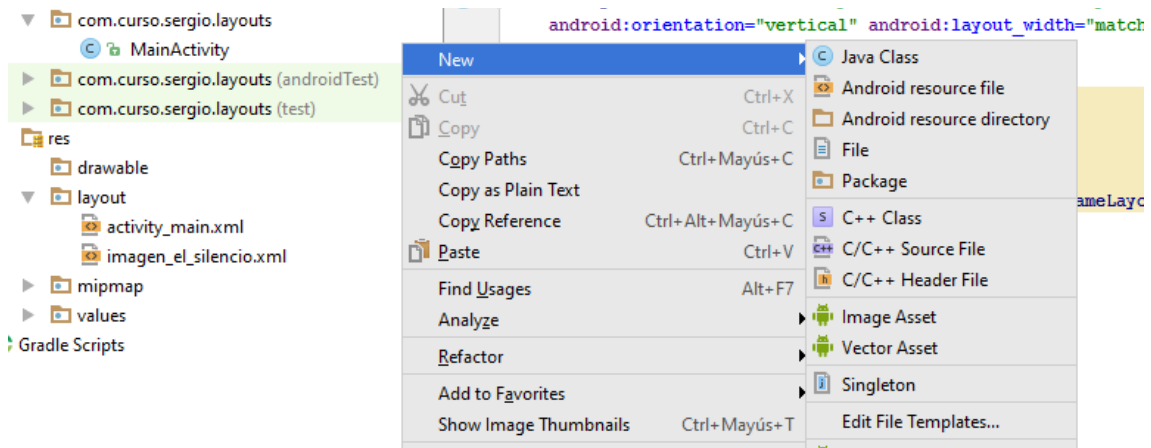 com.curso.sergio.layouts
MainActivity
com.curso.sergio.layouts (androidTest)
com.curso.sergio.layouts (test)
res
drawable
layout
activity_main.xml
imagen_el_silencio.xml
mipmap
values
Gradle Scripts
android:orientation="vertical" android:layout_width="match
ameLayo
New
Cut Ctrl+X
Copy Ctrl+C
Copy Paths Ctrl+Mayús+C
Copy as Plain Text
Copy Reference Ctrl+Alt+Mayús+C
Paste Ctrl+V
Find Usages Alt+F7
Analyze
Refactor
Add to Favorites
Show Image Thumbnails Ctrl+Mayús+T
Java Class
Android resource file
Android resource directory
File
Package
C++ Class
C/C++ Source File
C/C++ Header File
Image Asset
Vector Asset
Singleton
Edit File Templates...